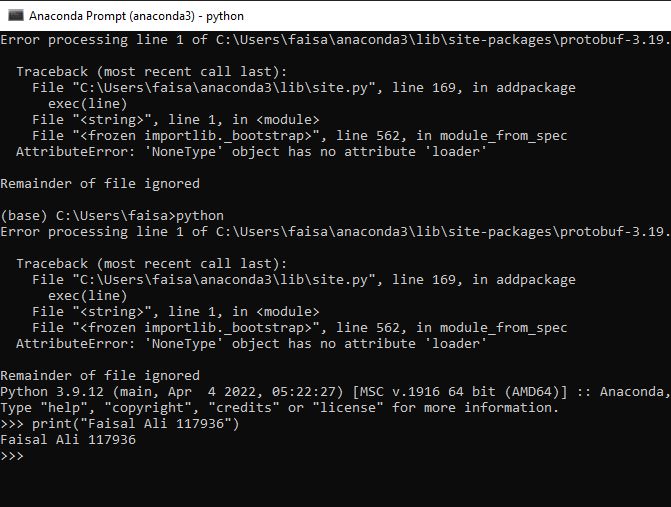 Anaconda Prompt (anaconda3) - python
Error processing line 1 of C:\Users\faisa\anaconda3\lib\site-packages\protobuf-3.19.
Traceback (most recent call last):
File "C:\Users\faisa\anaconda3\lib\site.py", line 169, in addpackage
exec(line)
File "<string>", line 1, in <module>
File "<frozen importlib._bootstrap>", line 562, in module_from_spec
AttributeError: 'NoneType' object has no attribute 'loader'
Remainder of file ignored
(base) C:\Users\faisa>python
Error processing line 1 of C:\Users\faisa\anaconda3\lib\site-packages\protobuf-3.19.
Traceback (most recent call last):
File "C:\Users\faisa\anaconda3\lib\site.py", line 169, in addpackage
exec(line)
File "<string>", line 1, in <module>
File "<frozen importlib._bootstrap>", line 562, in module_from_spec
AttributeError: 'NoneType' object has no attribute 'loader'
Remainder of file ignored
Python 3.9.12 (main, Apr  4 2022, 05:22:27) [MSC v.1916 64 bit (AMD64)] :: Anaconda,
Type "help", "copyright", "credits" or "license" for more information.
>>> print("Faisal Ali 117936")
Faisal Ali 117936
>>>